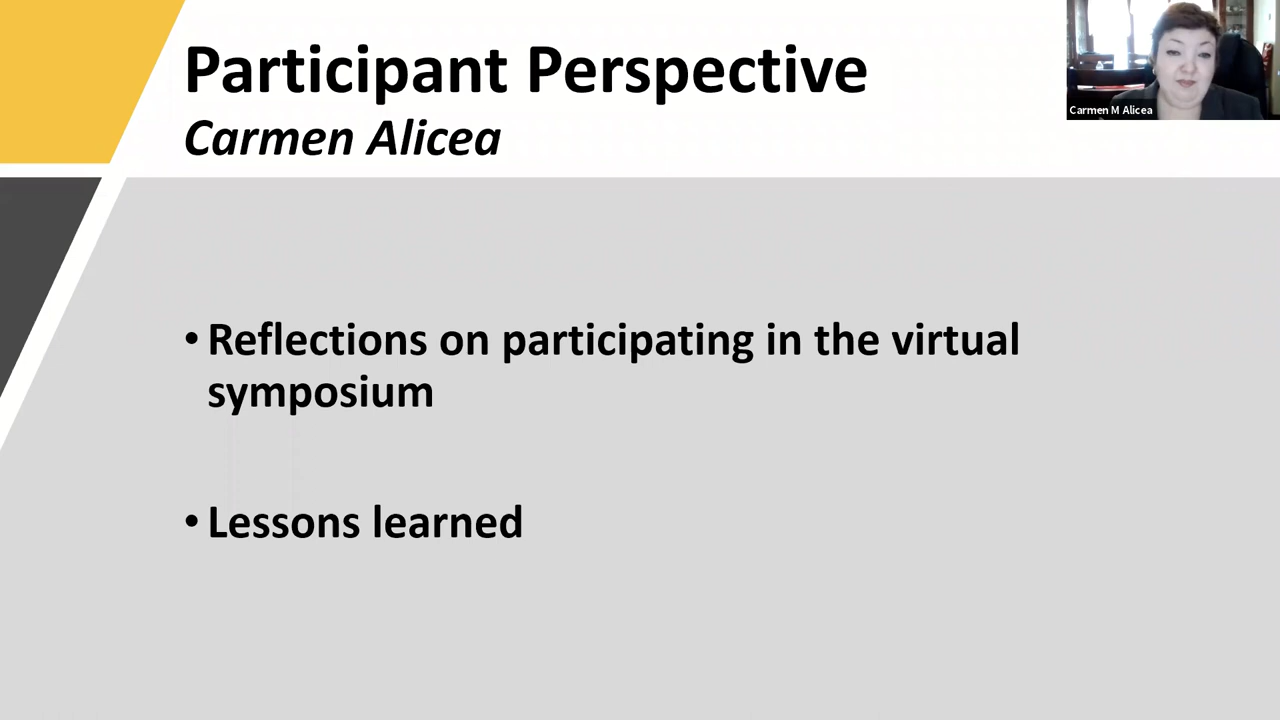 Participant Perspective
Carmen Alicea
Carmen M Alicea
• Reflections on participating in the virtual
symposium
• Lessons learned